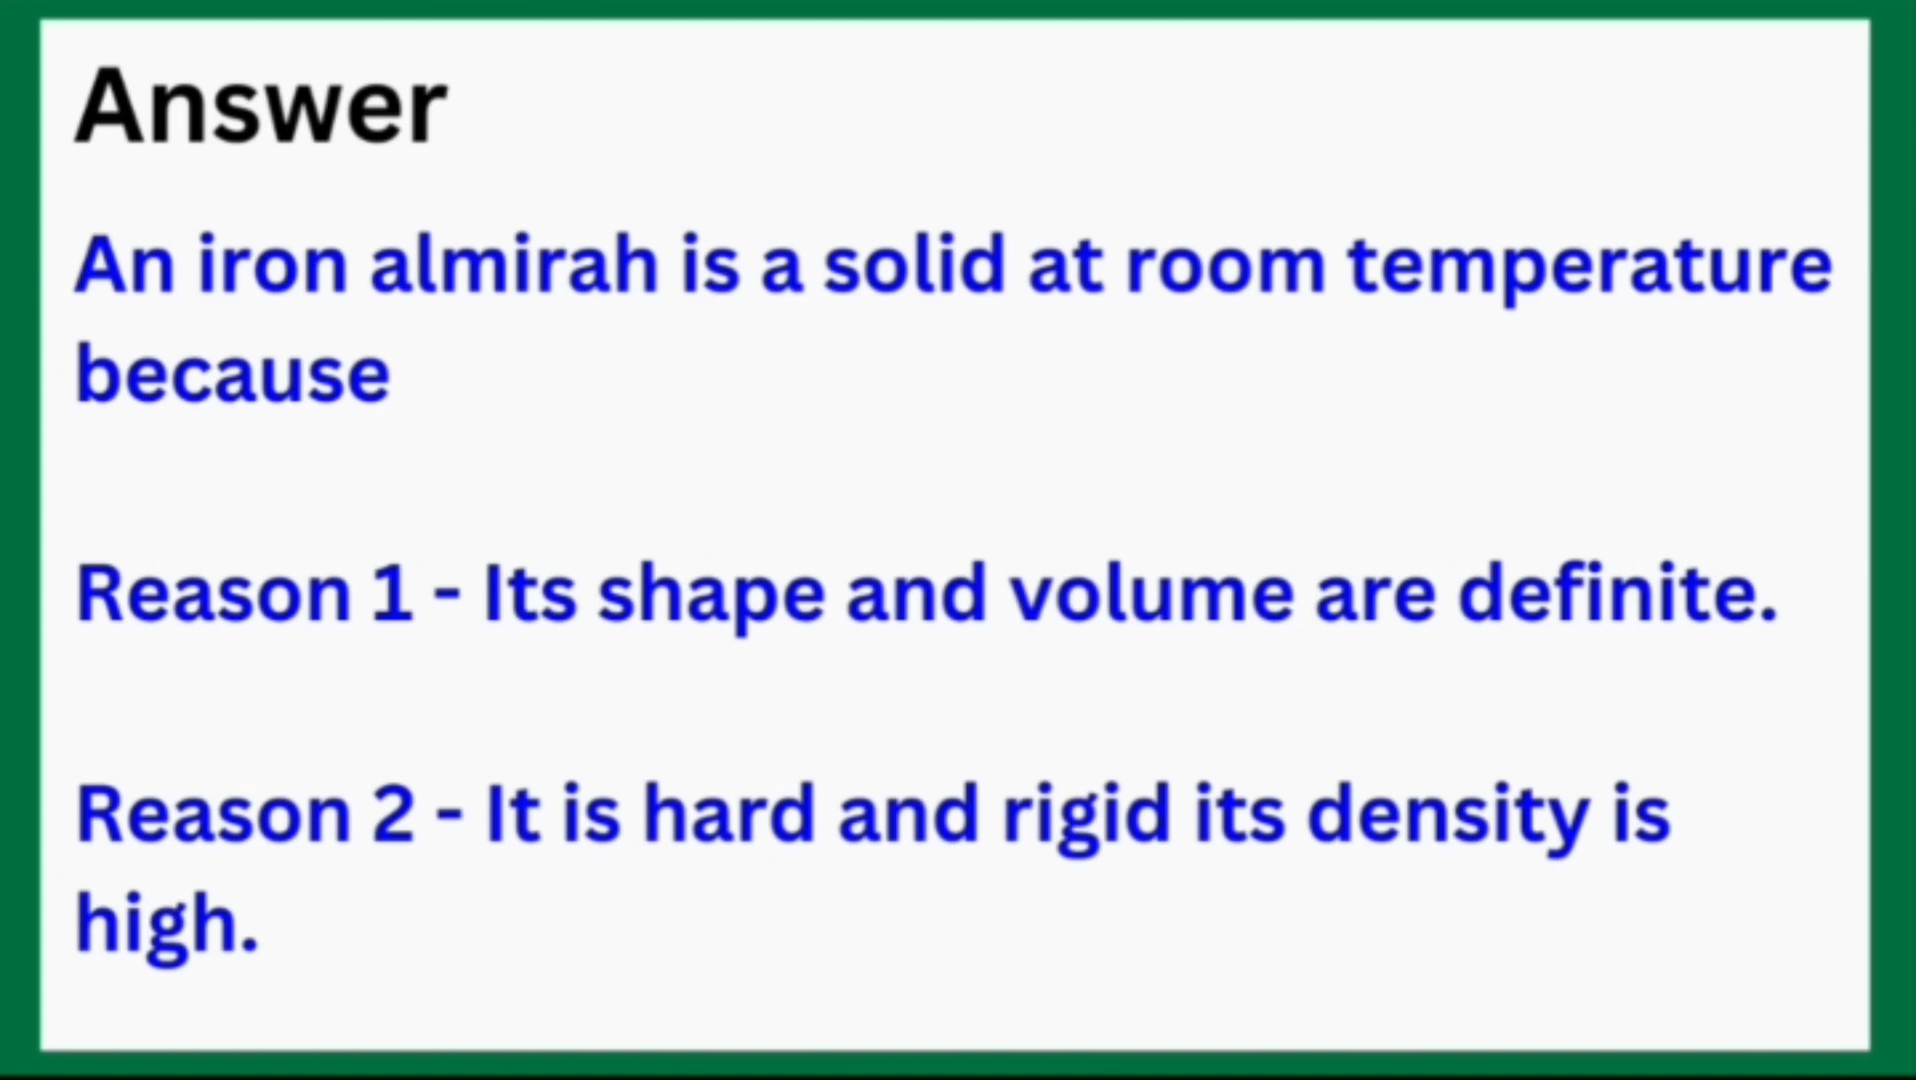 Answer
An iron almirah is a solid at room temperature
because
Reason 1 - Its shape and volume are definite.
Reason 2 - It is hard and rigid its density is
high.